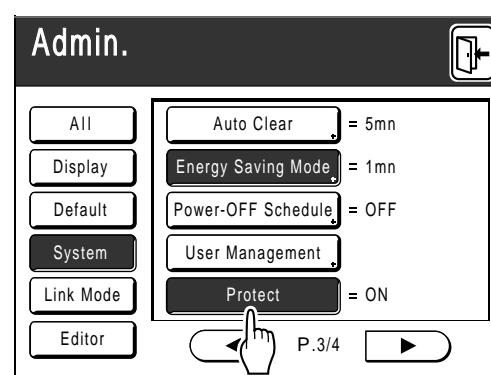 Admin.
All
Auto Clear = 5mn
Display
Energy Saving Mode = 1mn
Default
Power-OFF Schedule = OFF
System
User Management
Link Mode
Protect = ON
Editor
P.3/4